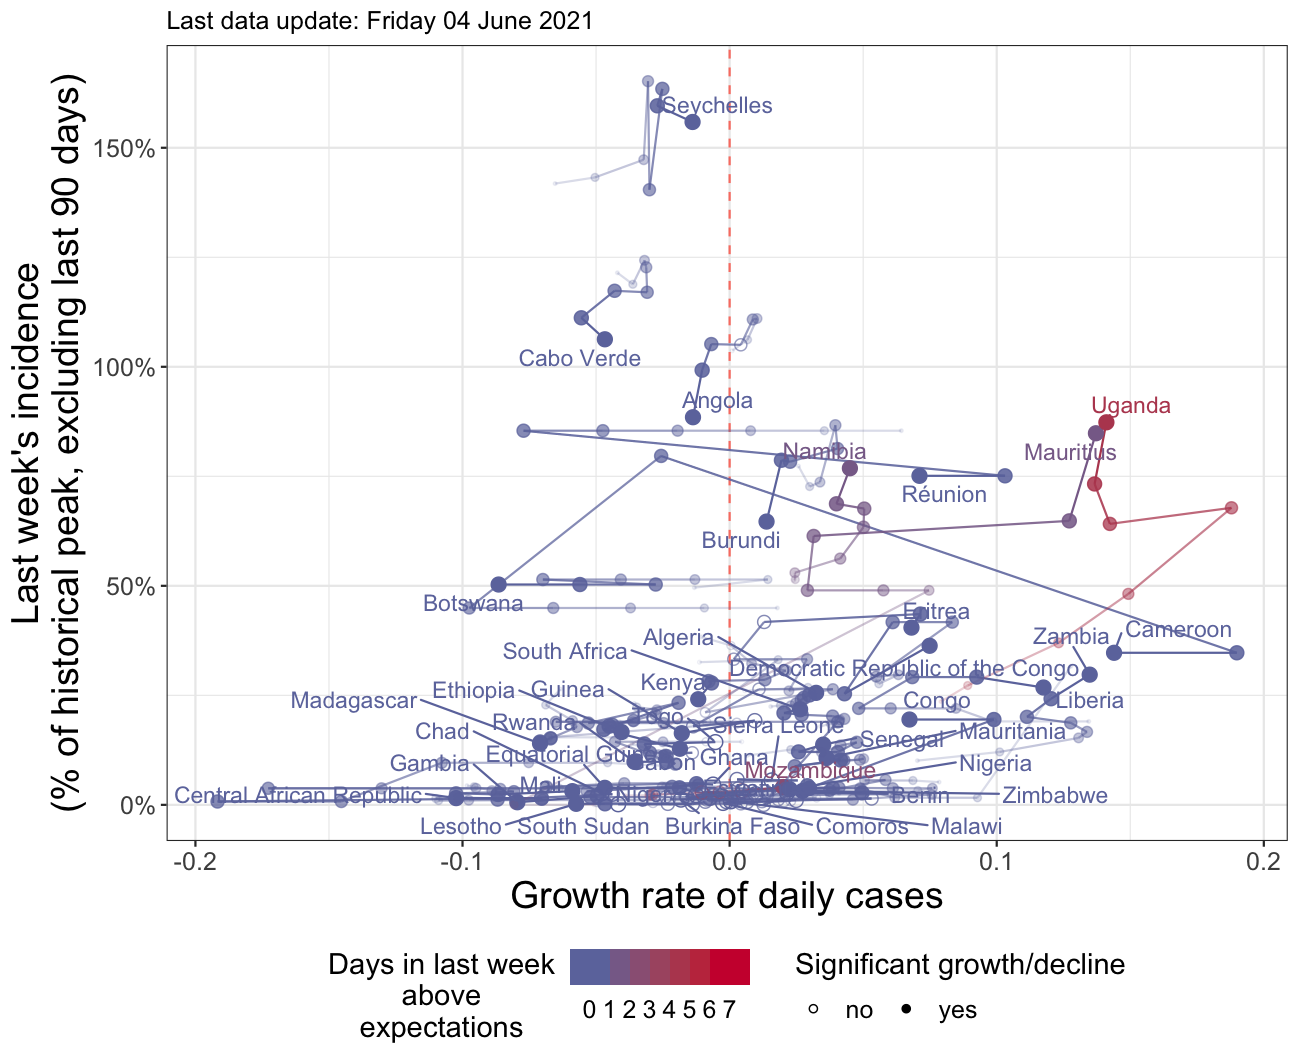 Last data update: Friday 04 June 2021
Last week's incidence
(% of historical peak, excluding last 90 days)
150%
100%
50%
0%
Seychelles
Cabo Verde
Angola
Uganda
Namibia
Mauritius
Réunion
Burundi
Botswana
Eritrea
Algeria
Zambia
Cameroon
South Africa
Democratic Republic of the Congo
Kenya
Ethiopia
Guinea
Madagascar
Congo
Liberia
Rwanda
Togo
Sierra Leone
Chad
Senegal
Mauritania
Equatorial Guinea
Gabon
Ghana
Gambia
Mozambique
Nigeria
Mali
Central African Republic
Benin
Zimbabwe
Lesotho
South Sudan
Burkina Faso
Comoros
Malawi
-0.2
-0.1
0.0
0.1
0.2
Growth rate of daily cases
Days in last week
above
expectations
0 1 2 3 4 5 6 7
Significant growth/decline
no
yes